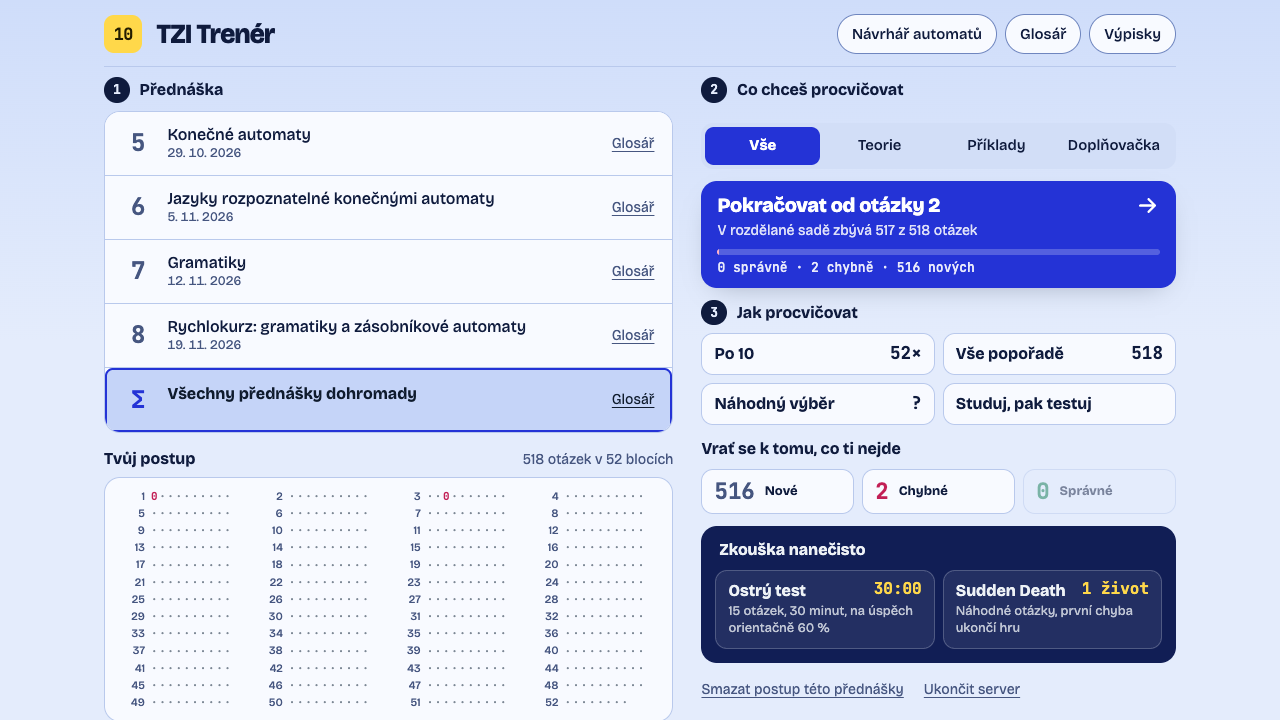 10 TZI Trenér Návrhář automatů Glosář Výpisky
1 Přednáška
5 Konečné automaty Glosář
29. 10. 2026
6 Jazyky rozpoznatelné konečnými automaty Glosář
5. 11. 2026
7 Gramatiky Glosář
12. 11. 2026
8 Rychlokurz: gramatiky a zásobníkové automaty Glosář
19. 11. 2026
Σ Všechny přednášky dohromady Glosář
Tvůj postup 518 otázek v 52 blocích
1 0········· 2 ·········· 3 ··0······· 4 ··········
5 ·········· 6 ·········· 7 ·········· 8 ··········
9 ·········· 10 ·········· 11 ·········· 12 ··········
13 ·········· 14 ·········· 15 ·········· 16 ··········
17 ·········· 18 ·········· 19 ·········· 20 ··········
21 ·········· 22 ·········· 23 ·········· 24 ··········
25 ·········· 26 ·········· 27 ·········· 28 ··········
29 ·········· 30 ·········· 31 ·········· 32 ··········
33 ·········· 34 ·········· 35 ·········· 36 ··········
37 ·········· 38 ·········· 39 ·········· 40 ··········
41 ·········· 42 ·········· 43 ·········· 44 ··········
45 ·········· 46 ·········· 47 ·········· 48 ··········
49 ·········· 50 ·········· 51 ·········· 52 ········
2 Co chceš procvičovat
Vše Teorie Příklady Doplňovačka
Pokračovat od otázky 2 →
V rozdělané sadě zbývá 517 z 518 otázek
0 správně · 2 chybně · 516 nových
3 Jak procvičovat
Po 10 52× Vše popořadě 518
Náhodný výběr ? Studuj, pak testuj
Vrať se k tomu, co ti nejde
516 Nové 2 Chybné 0 Správné
Zkouška nanečisto
Ostrý test 30:00
15 otázek, 30 minut, na úspěch
orientačně 60 %
Sudden Death 1 život
Náhodné otázky, první chyba
ukončí hru
Smazat postup této přednášky Ukončit server